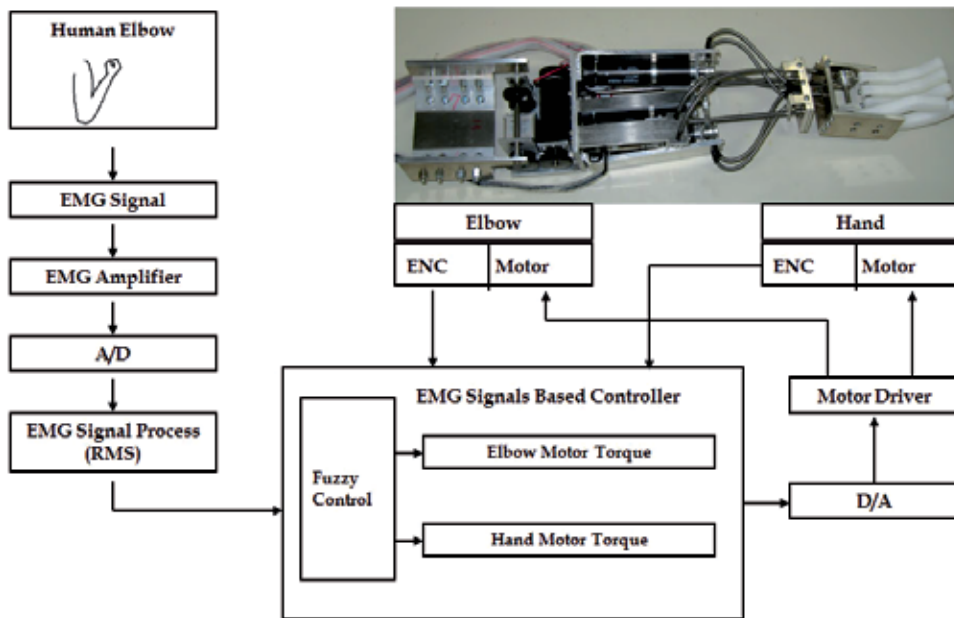 Human Elbow
EMG Signal
EMG Amplifier
A/D
EMG Signal Process
(RMS)
Elbow
ENC
Motor
Hand
ENC
Motor
EMG Signals Based Controller
Fuzzy
Control
Elbow Motor Torque
Hand Motor Torque
Motor Driver
D/A